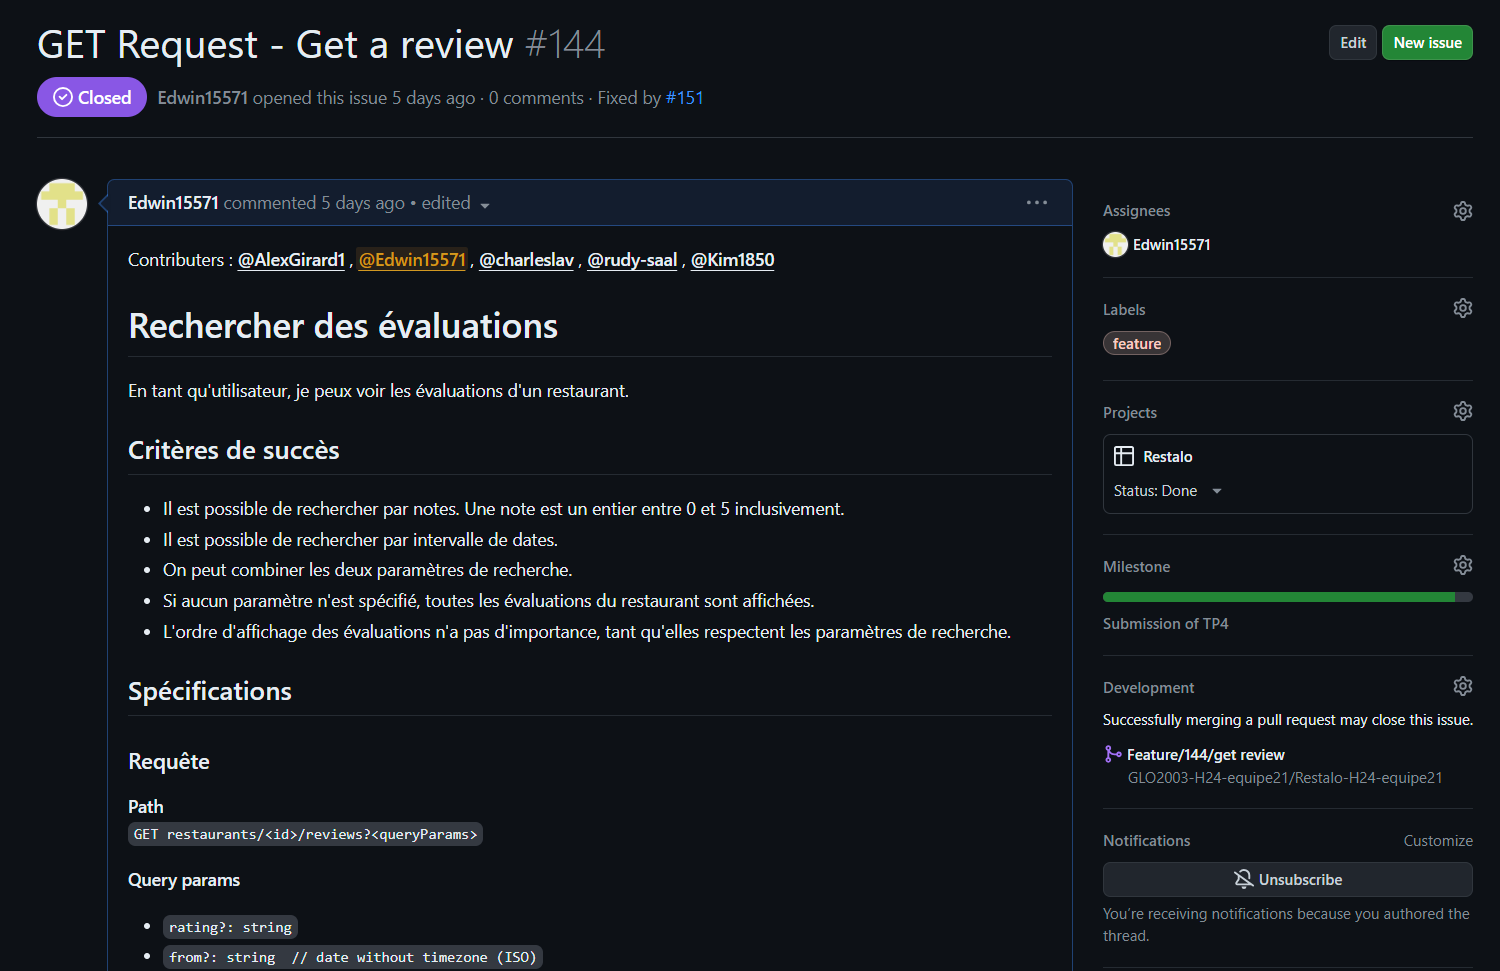 GET Request - Get a review #144
Edit
New issue
Closed
Edwin15571 opened this issue 5 days ago · 0 comments · Fixed by #151
Edwin15571 commented 5 days ago • edited
Contributers : @AlexGirard1 , @Edwin15571 , @charleslav , @rudy-saal , @Kim1850
Rechercher des évaluations
En tant qu'utilisateur, je peux voir les évaluations d'un restaurant.
Critères de succès
• Il est possible de rechercher par notes. Une note est un entier entre 0 et 5 inclusivement.
• Il est possible de rechercher par intervalle de dates.
• On peut combiner les deux paramètres de recherche.
• Si aucun paramètre n'est spécifié, toutes les évaluations du restaurant sont affichées.
• L'ordre d'affichage des évaluations n'a pas d'importance, tant qu'elles respectent les paramètres de recherche.
Spécifications
Requête
Path
GET restaurants/<id>/reviews?<queryParams>
Query params
• rating?: string
• from?: string  // date without timezone (ISO)
Assignees
Edwin15571
Labels
feature
Projects
Restalo
Status: Done
Milestone
Submission of TP4
Development
Successfully merging a pull request may close this issue.
Feature/144/get review
GLO2003-H24-equipe21/Restalo-H24-equipe21
Notifications
Customize
Unsubscribe
You're receiving notifications because you authored the
thread.